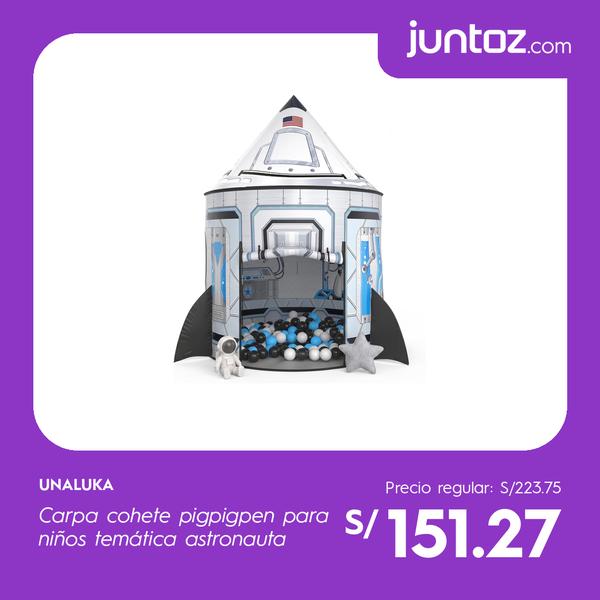 juntoz.com
UNALUKA
Carpa cohete pigpigpen para
niños temática astronauta
Precio regular: S/223.75
S/151.27